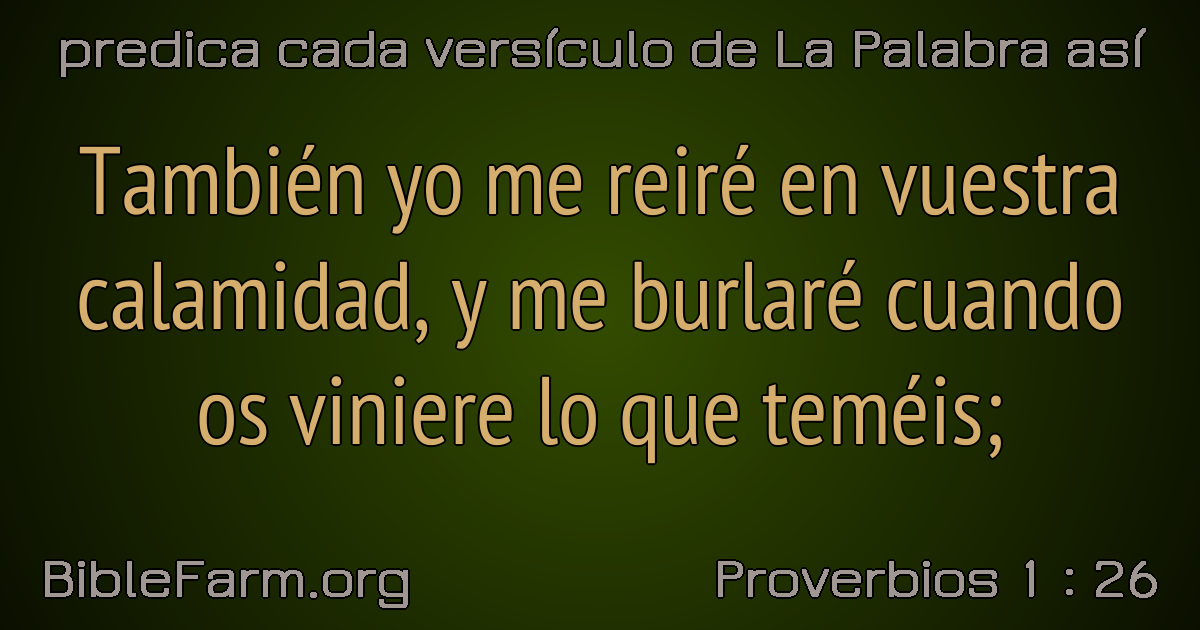 predica cada versículo de La Palabra así
También yo me reiré en vuestra
calamidad, y me burlaré cuando
os viniere lo que teméis;
BibleFarm.org
Proverbios 1 : 26